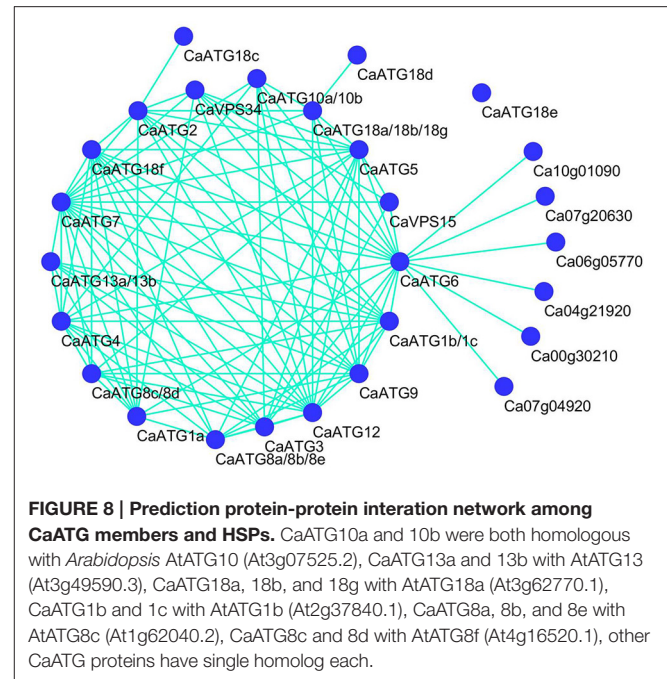 CaATG18c
CaATG18d
CaATG10a/10b
CaVPS34
CaATG18e
CaATG2
CaATG18a/18b/18g
CaATG18f
CaATG5
Ca10g01090
CaATG7
CaVPS15
Ca07g20630
Ca06g05770
CaATG13a/13b
CaATG6
Ca04g21920
CaATG4
CaATG1b/1c
Ca00g30210
CaATG8c/8d
CaATG9
Ca07g04920
CaATG1a
CaATG12
CaATG3
CaATG8a/8b/8e
FIGURE 8 | Prediction protein-protein interation network among
CaATG members and HSPs. CaATG10a and 10b were both homologous
with Arabidopsis AtATG10 (At3g07525.2), CaATG13a and 13b with AtATG13
(At3g49590.3), CaATG18a, 18b, and 18g with AtATG18a (At3g62770.1),
CaATG1b and 1c with AtATG1b (At2g37840.1), CaATG8a, 8b, and 8e with
AtATG8c (At1g62040.2), CaATG8c and 8d with AtATG8f (At4g16520.1), other
CaATG proteins have single homolog each.